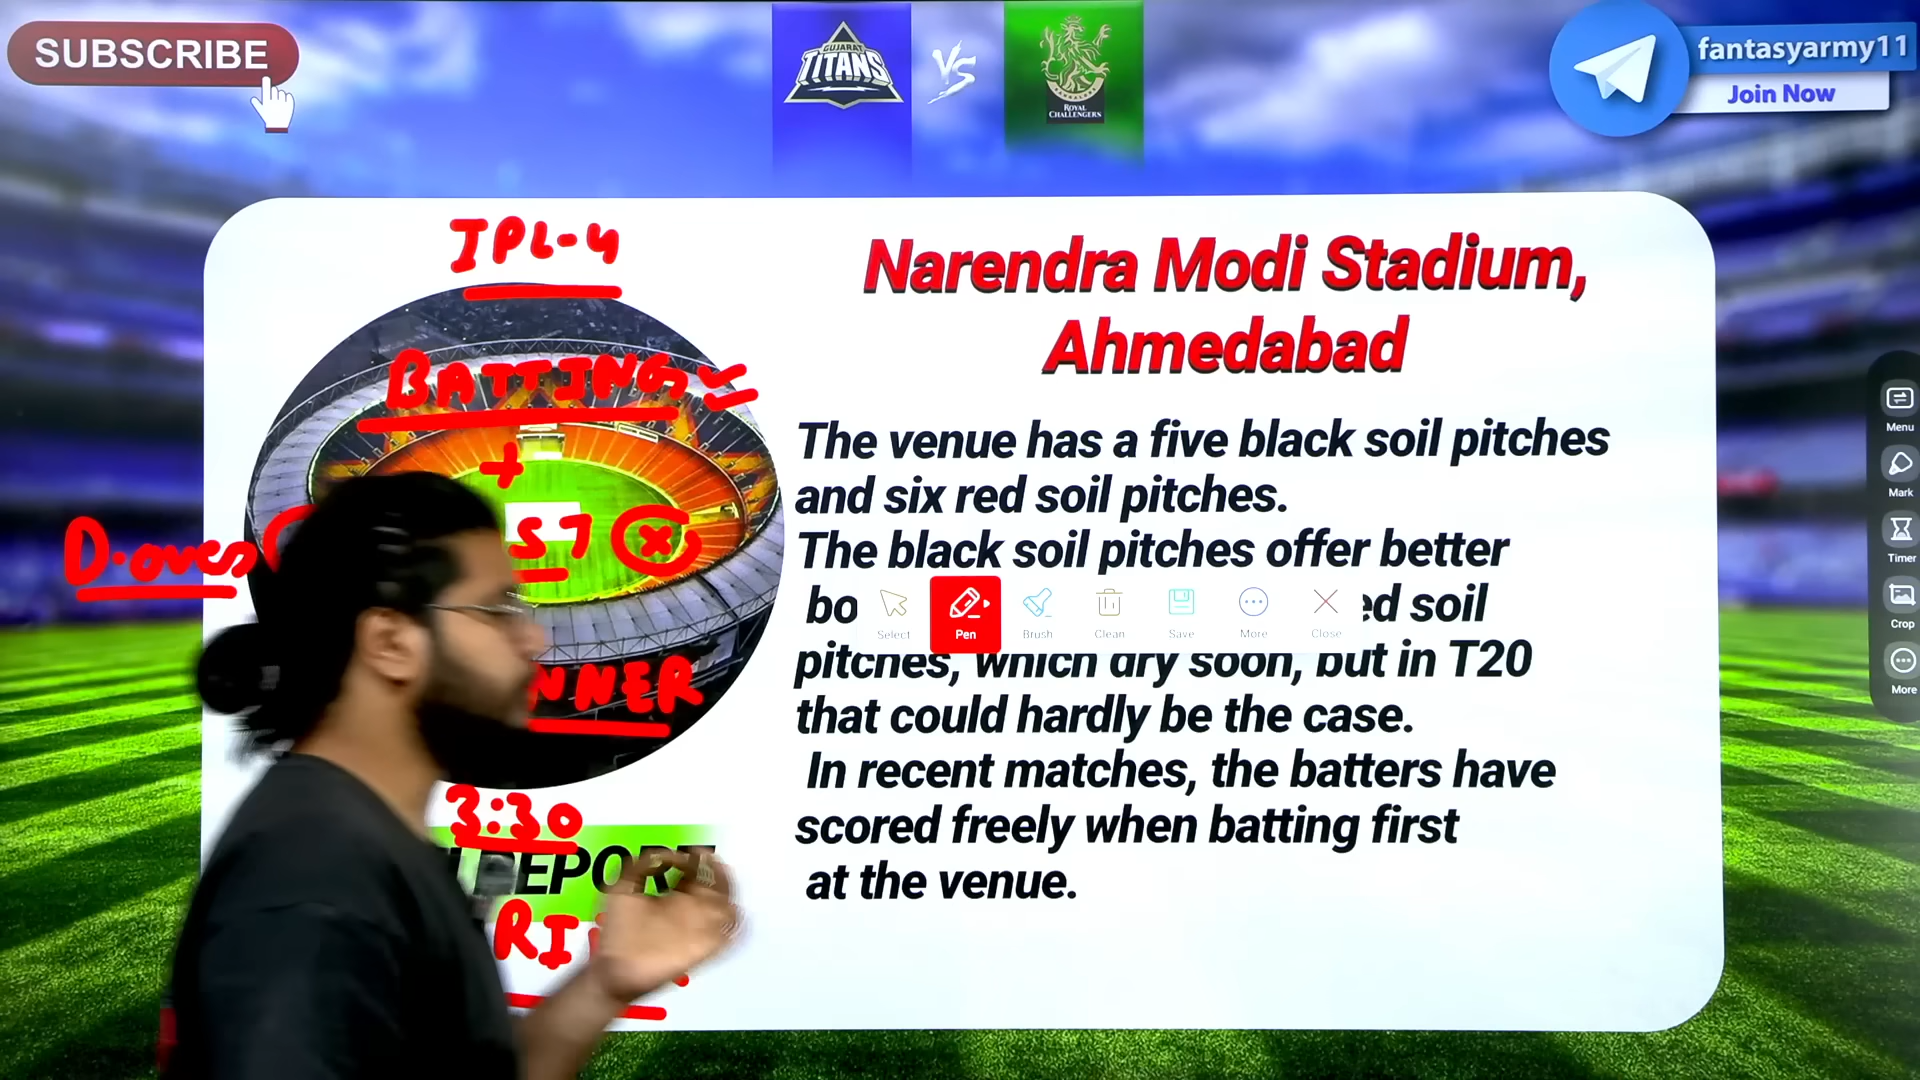 SUBSCRIBE
GUJARAT
TITANS
VS
ROYAL
CHALLENGERS
fantasyarmy11
Join Now
IPL-4
BATTING
+
D.overs
3:30
Narendra Modi Stadium,
Ahmedabad
The venue has a five black soil pitches
and six red soil pitches.
The black soil pitches offer better
soil
pitches, which dry soon, but in T20
that could hardly be the case.
In recent matches, the batters have
scored freely when batting first
at the venue.
Select
Pen
Brush
Clean
Save
More
Close
Menu
Mark
Timer
Crop
More